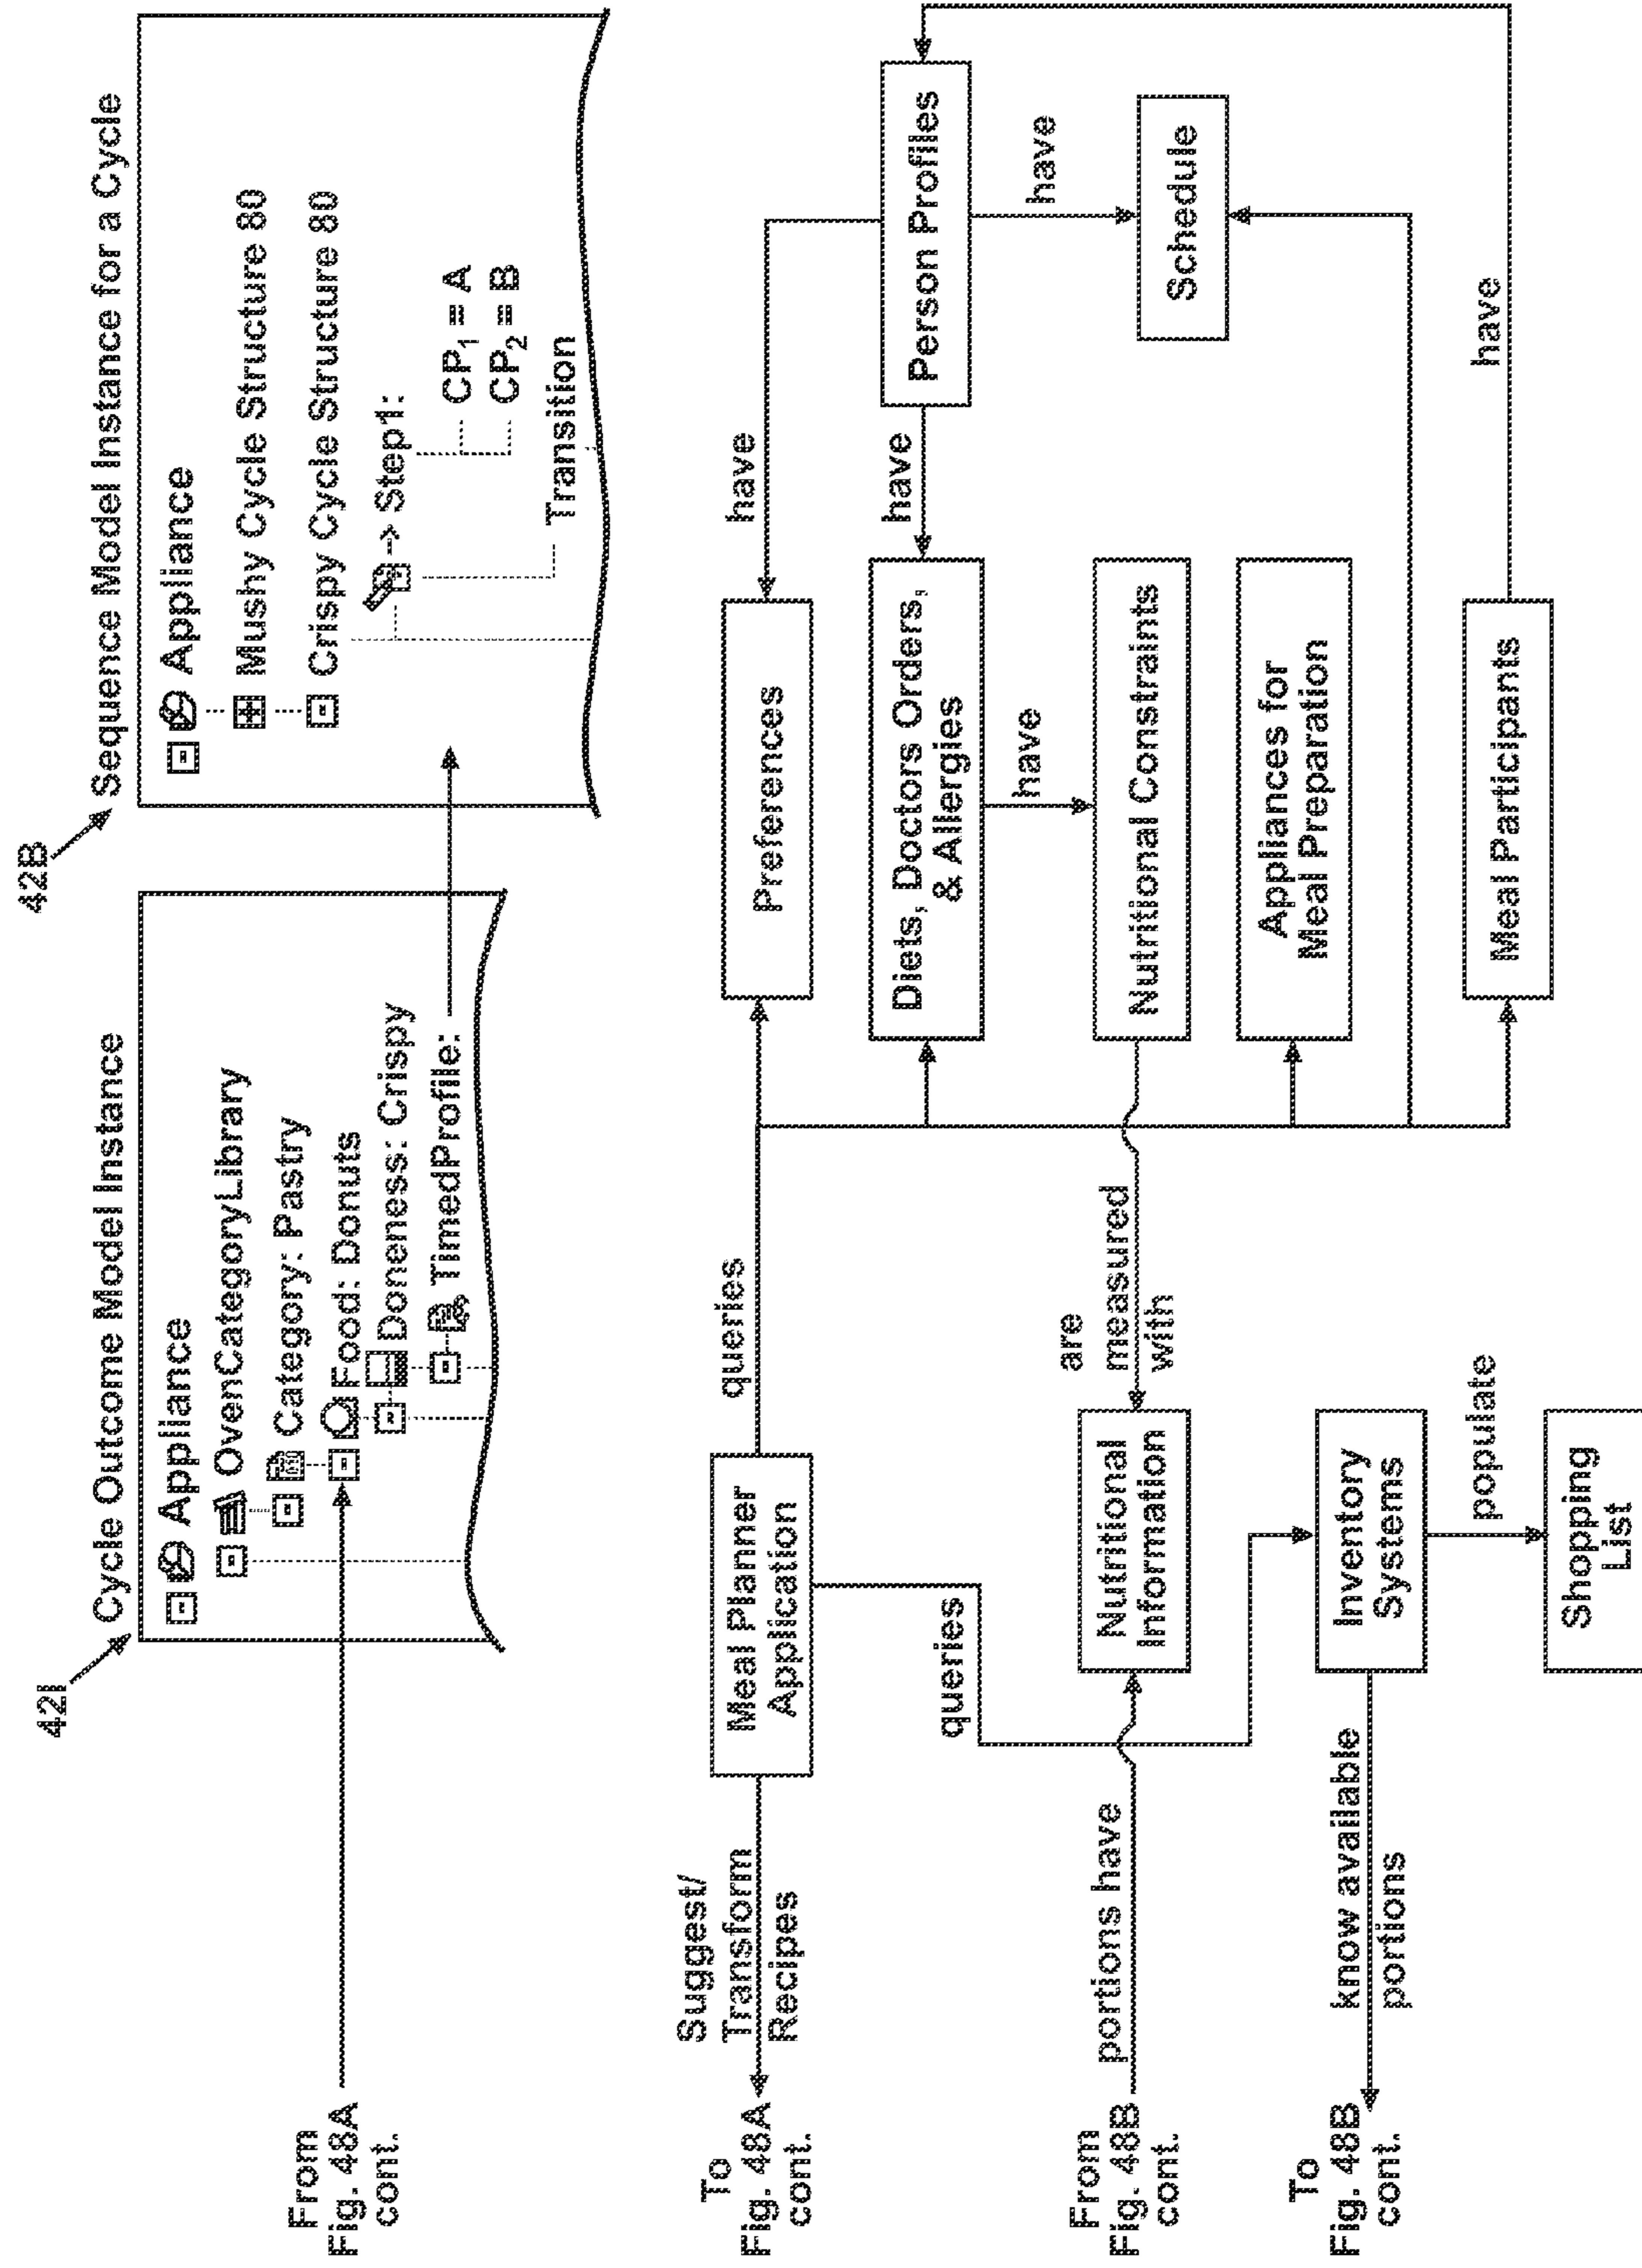 42I
Cycle Outcome Model Instance
Appliance
OvenCategoryLibrary
Category: Pastry
Food: Donuts
Doneness: Crispy
TimedProfile:
42B
Sequence Model Instance for a Cycle
Appliance
Mushy Cycle Structure 80
Crispy Cycle Structure 80
Step1:
CP1 = A
CP2 = B
Transition
From
Fig. 48A
cont.
To
Fig. 48A
cont.
Suggest/
Transform
Recipes
Meal Planner
Application
queries
queries
Preferences
have
Person Profiles
have
Diets, Doctors Orders,
& Allergies
have
have
Schedule
Nutritional Constraints
From
Fig. 48B
cont.
portions have
Nutritional
Information
are
measured
with
Appliances for
Meal Preparation
To
Fig. 48B
cont.
know available
portions
Inventory
Systems
populate
Shopping
List
Meal Participants
have